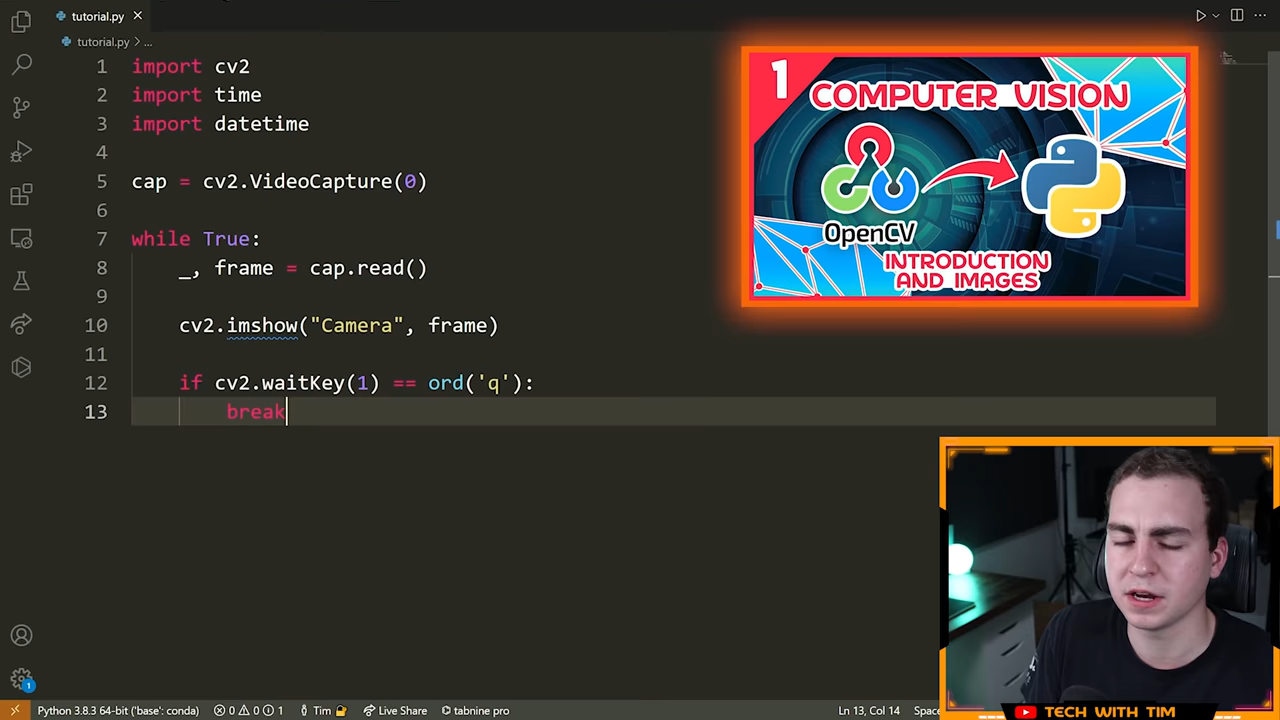 tutorial.py
tutorial.py > ...
1 import cv2
2 import time
3 import datetime
4
5 cap = cv2.VideoCapture(0)
6
7 while True:
8 _, frame = cap.read()
9
10 cv2.imshow("Camera", frame)
11
12 if cv2.waitKey(1) == ord('q'):
13 break
1
COMPUTER VISION
OpenCV
INTRODUCTION
AND IMAGES
1
Python 3.8.3 64-bit ('base': conda) 0 0 1 Tim Live Share tabnine pro Ln 13, Col 14 Space
TECH WITH TIM